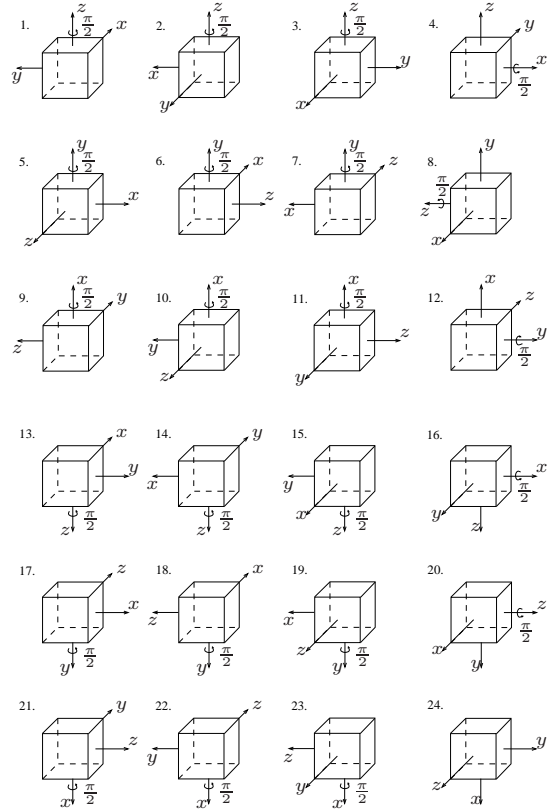 1. z π/2 x y
2. z π/2 x y
3. z π/2 y x
4. z y x π/2
5. y π/2 x z
6. y π/2 x z
7. y π/2 z x
8. y π/2 z x
9. x π/2 y z
10. x π/2 y z
11. x π/2 z y
12. x z y π/2
13. x y z π/2
14. y x z π/2
15. y x z π/2
16. x π/2 y z
17. z x y π/2
18. x z y π/2
19. x z y π/2
20. z π/2 x y
21. y z x π/2
22. z y x π/2
23. z y x π/2
24. y z x